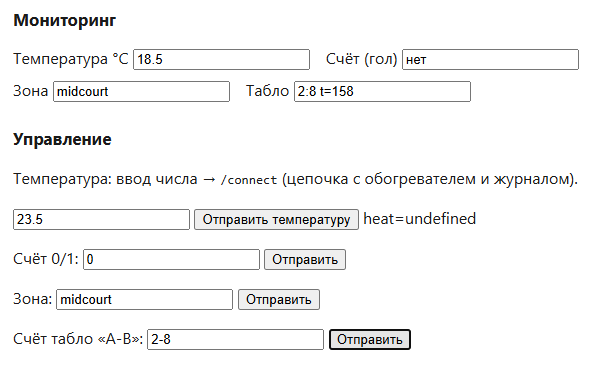 Мониторинг
Температура °C 18.5 Счёт (гол) нет
Зона midcourt Табло 2:8 t=158
Управление
Температура: ввод числа → /connect (цепочка с обогревателем и журналом).
23.5 Отправить температуру heat=undefined
Счёт 0/1: 0 Отправить
Зона: midcourt Отправить
Счёт табло «A-B»: 2-8 Отправить